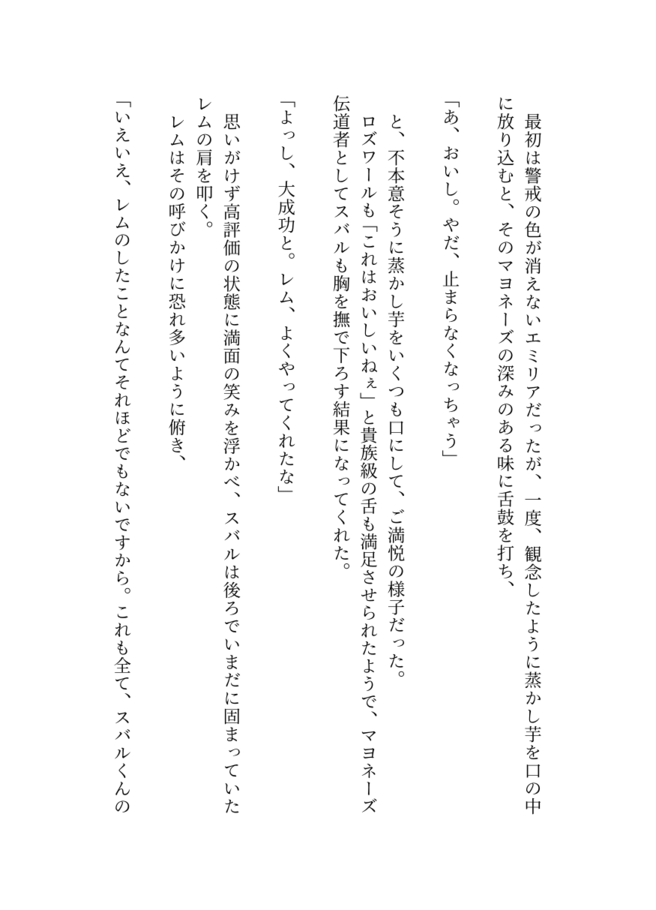 最初は警戒の色が消えないエミリアだったが、一度、観念したように蒸かし芋を口の中
に放り込むと、そのマヨネーズの深みのある味に舌鼓を打ち、
「あ、おいし。やだ、止まらなくなっちゃう」
　と、不本意そうに蒸かし芋をいくつも口にして、ご満悦の様子だった。
　ロズワールも「これはおいしいねぇ」と貴族級の舌も満足させられたようで、マヨネーズ
伝道者としてスバルも胸を撫で下ろす結果になってくれた。
「よっし、大成功と。レム、よくやってくれたな」
　思いがけず高評価の状態に満面の笑みを浮かべ、スバルは後ろでいまだに固まっていた
レムの肩を叩く。
　レムはその呼びかけに恐れ多いように俯き、
「いえいえ、レムのしたことなんてそれほどでもないですから。これも全て、スバルくんの